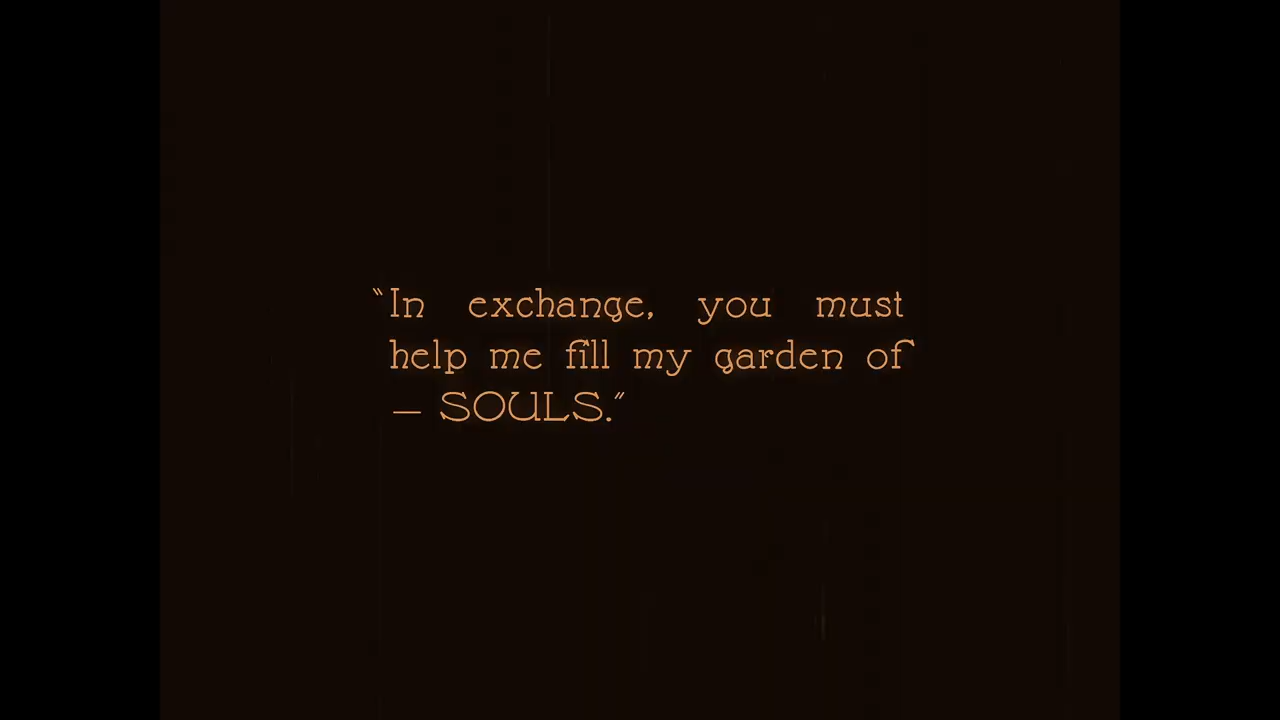 “In exchange, you must
help me fill my garden of
— SOULS.”